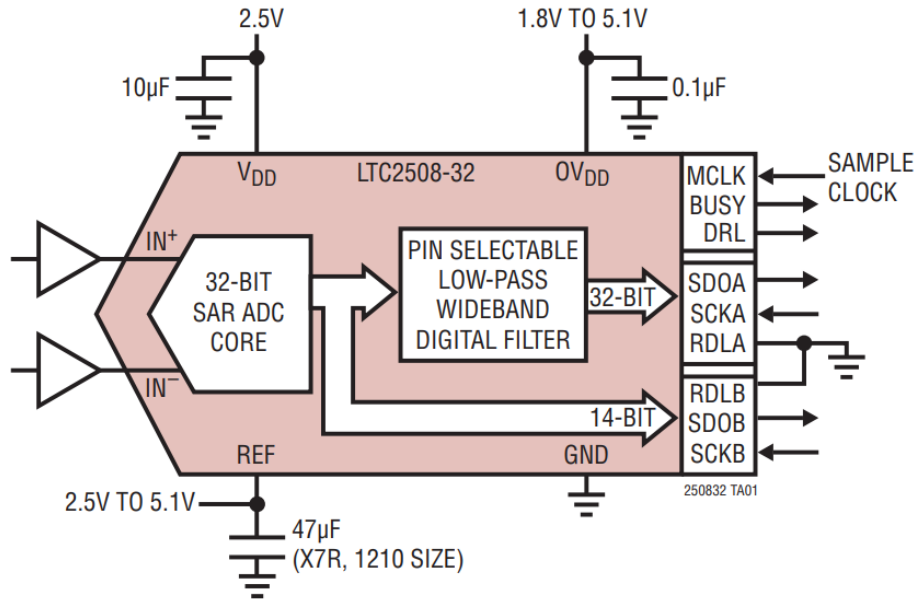 2.5V
1.8V TO 5.1V
10µF
0.1µF
VDD
LTC2508-32
OVDD
MCLK
SAMPLE
CLOCK
BUSY
DRL
IN+
32-BIT
SAR ADC
CORE
PIN SELECTABLE
LOW-PASS
WIDEBAND
DIGITAL FILTER
32-BIT
SDOA
SCKA
RDLA
IN−
14-BIT
RDLB
SDOB
SCKB
REF
GND
250832 TA01
2.5V TO 5.1V
47µF
(X7R, 1210 SIZE)